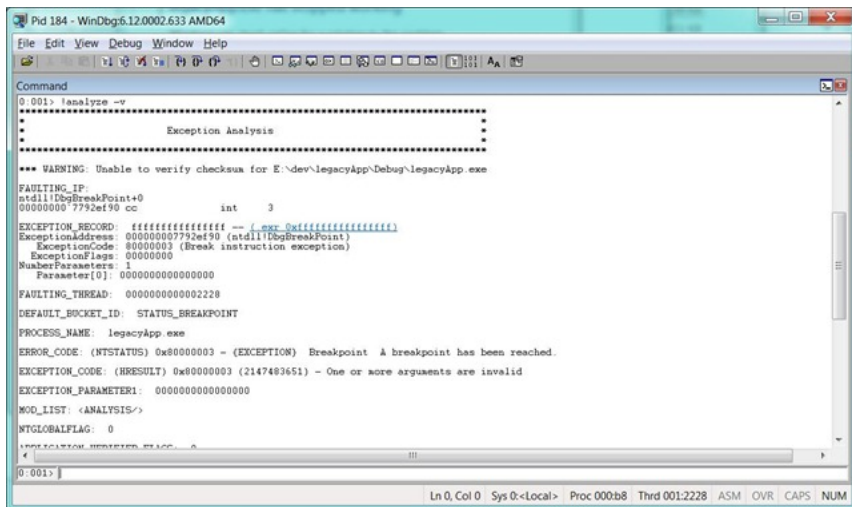 Pid 184 - WinDbg:6.12.0002.633 AMD64
File Edit View Debug Window Help
Command
0:001> !analyze -v
*******************************************************************************
* *
* Exception Analysis *
* *
*******************************************************************************
*** WARNING: Unable to verify checksum for E:\dev\legacyApp\Debug\legacyApp.exe
FAULTING_IP:
ntdll!DbgBreakPoint+0
00000000`7792ef90 cc int 3
EXCEPTION_RECORD: ffffffffffffffff -- (.exr 0xffffffffffffffff)
ExceptionAddress: 000000007792ef90 (ntdll!DbgBreakPoint)
ExceptionCode: 80000003 (Break instruction exception)
ExceptionFlags: 00000000
NumberParameters: 1
Parameter[0]: 0000000000000000
FAULTING_THREAD: 0000000000002228
DEFAULT_BUCKET_ID: STATUS_BREAKPOINT
PROCESS_NAME: legacyApp.exe
ERROR_CODE: (NTSTATUS) 0x80000003 - {EXCEPTION} Breakpoint A breakpoint has been reached.
EXCEPTION_CODE: (HRESULT) 0x80000003 (2147483651) - One or more arguments are invalid
EXCEPTION_PARAMETER1: 0000000000000000
MOD_LIST: <ANALYSIS/>
NTGLOBALFLAG: 0
APPLICATION_VERIFIER_FLAGS: 0
0:001>
Ln 0, Col 0 Sys 0:<Local> Proc 000:b8 Thrd 001:2228 ASM OVR CAPS NUM